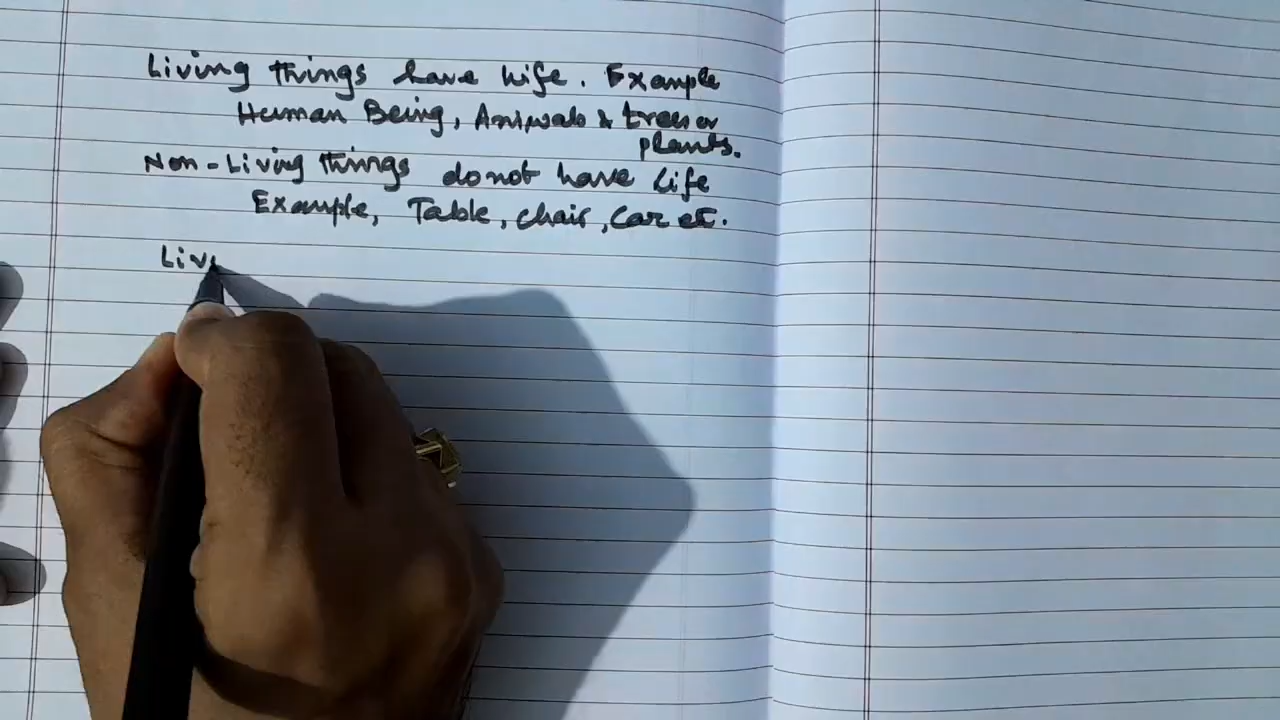 Living things have Life. Example
Human Being, Animals & trees or
plants.
Non-Living things do not have Life
Example, Table, chair, Car etc.
Liv